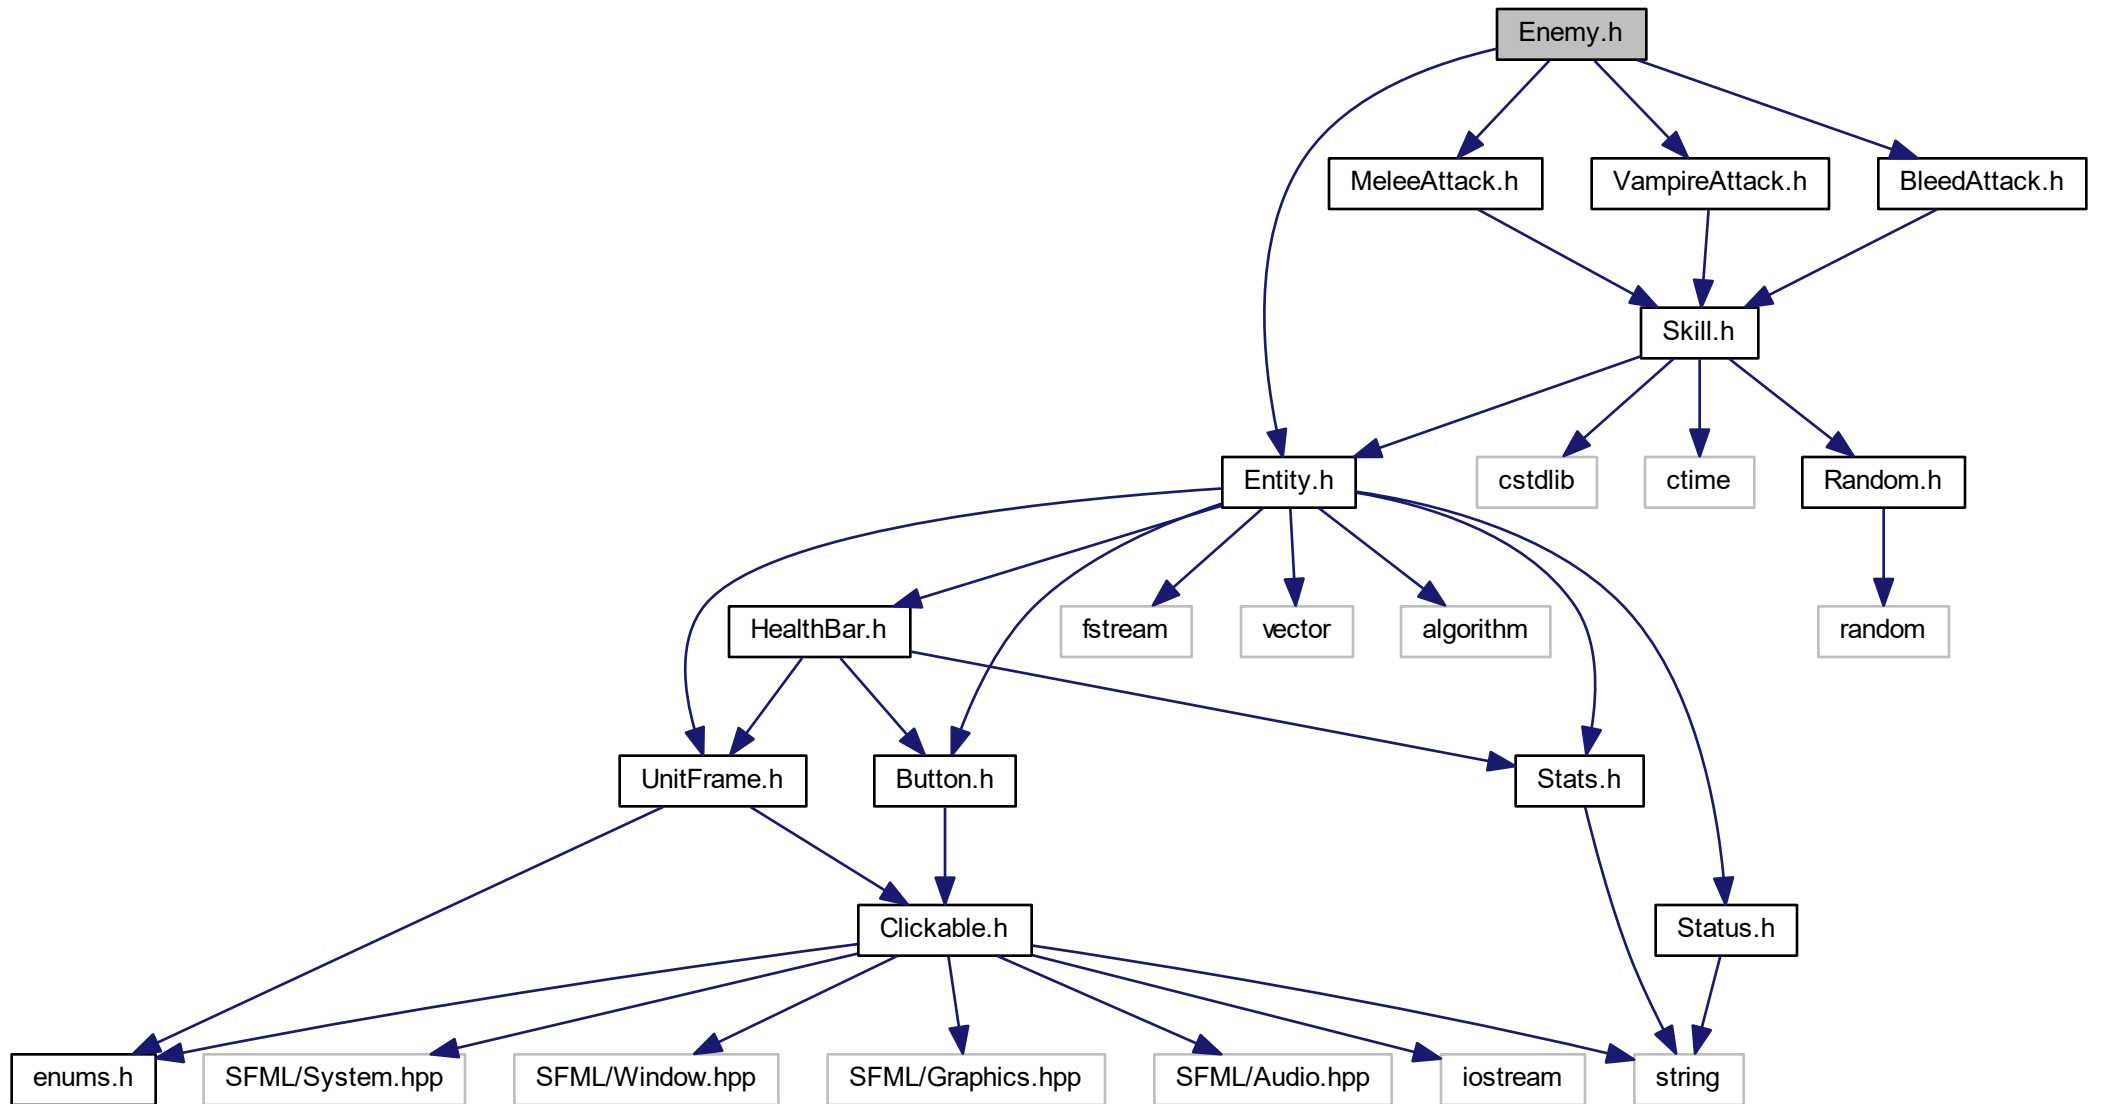 Enemy.h
MeleeAttack.h
VampireAttack.h
BleedAttack.h
Skill.h
Entity.h
cstdlib
ctime
Random.h
HealthBar.h
fstream
vector
algorithm
random
UnitFrame.h
Button.h
Stats.h
Clickable.h
Status.h
enums.h
SFML/System.hpp
SFML/Window.hpp
SFML/Graphics.hpp
SFML/Audio.hpp
iostream
string